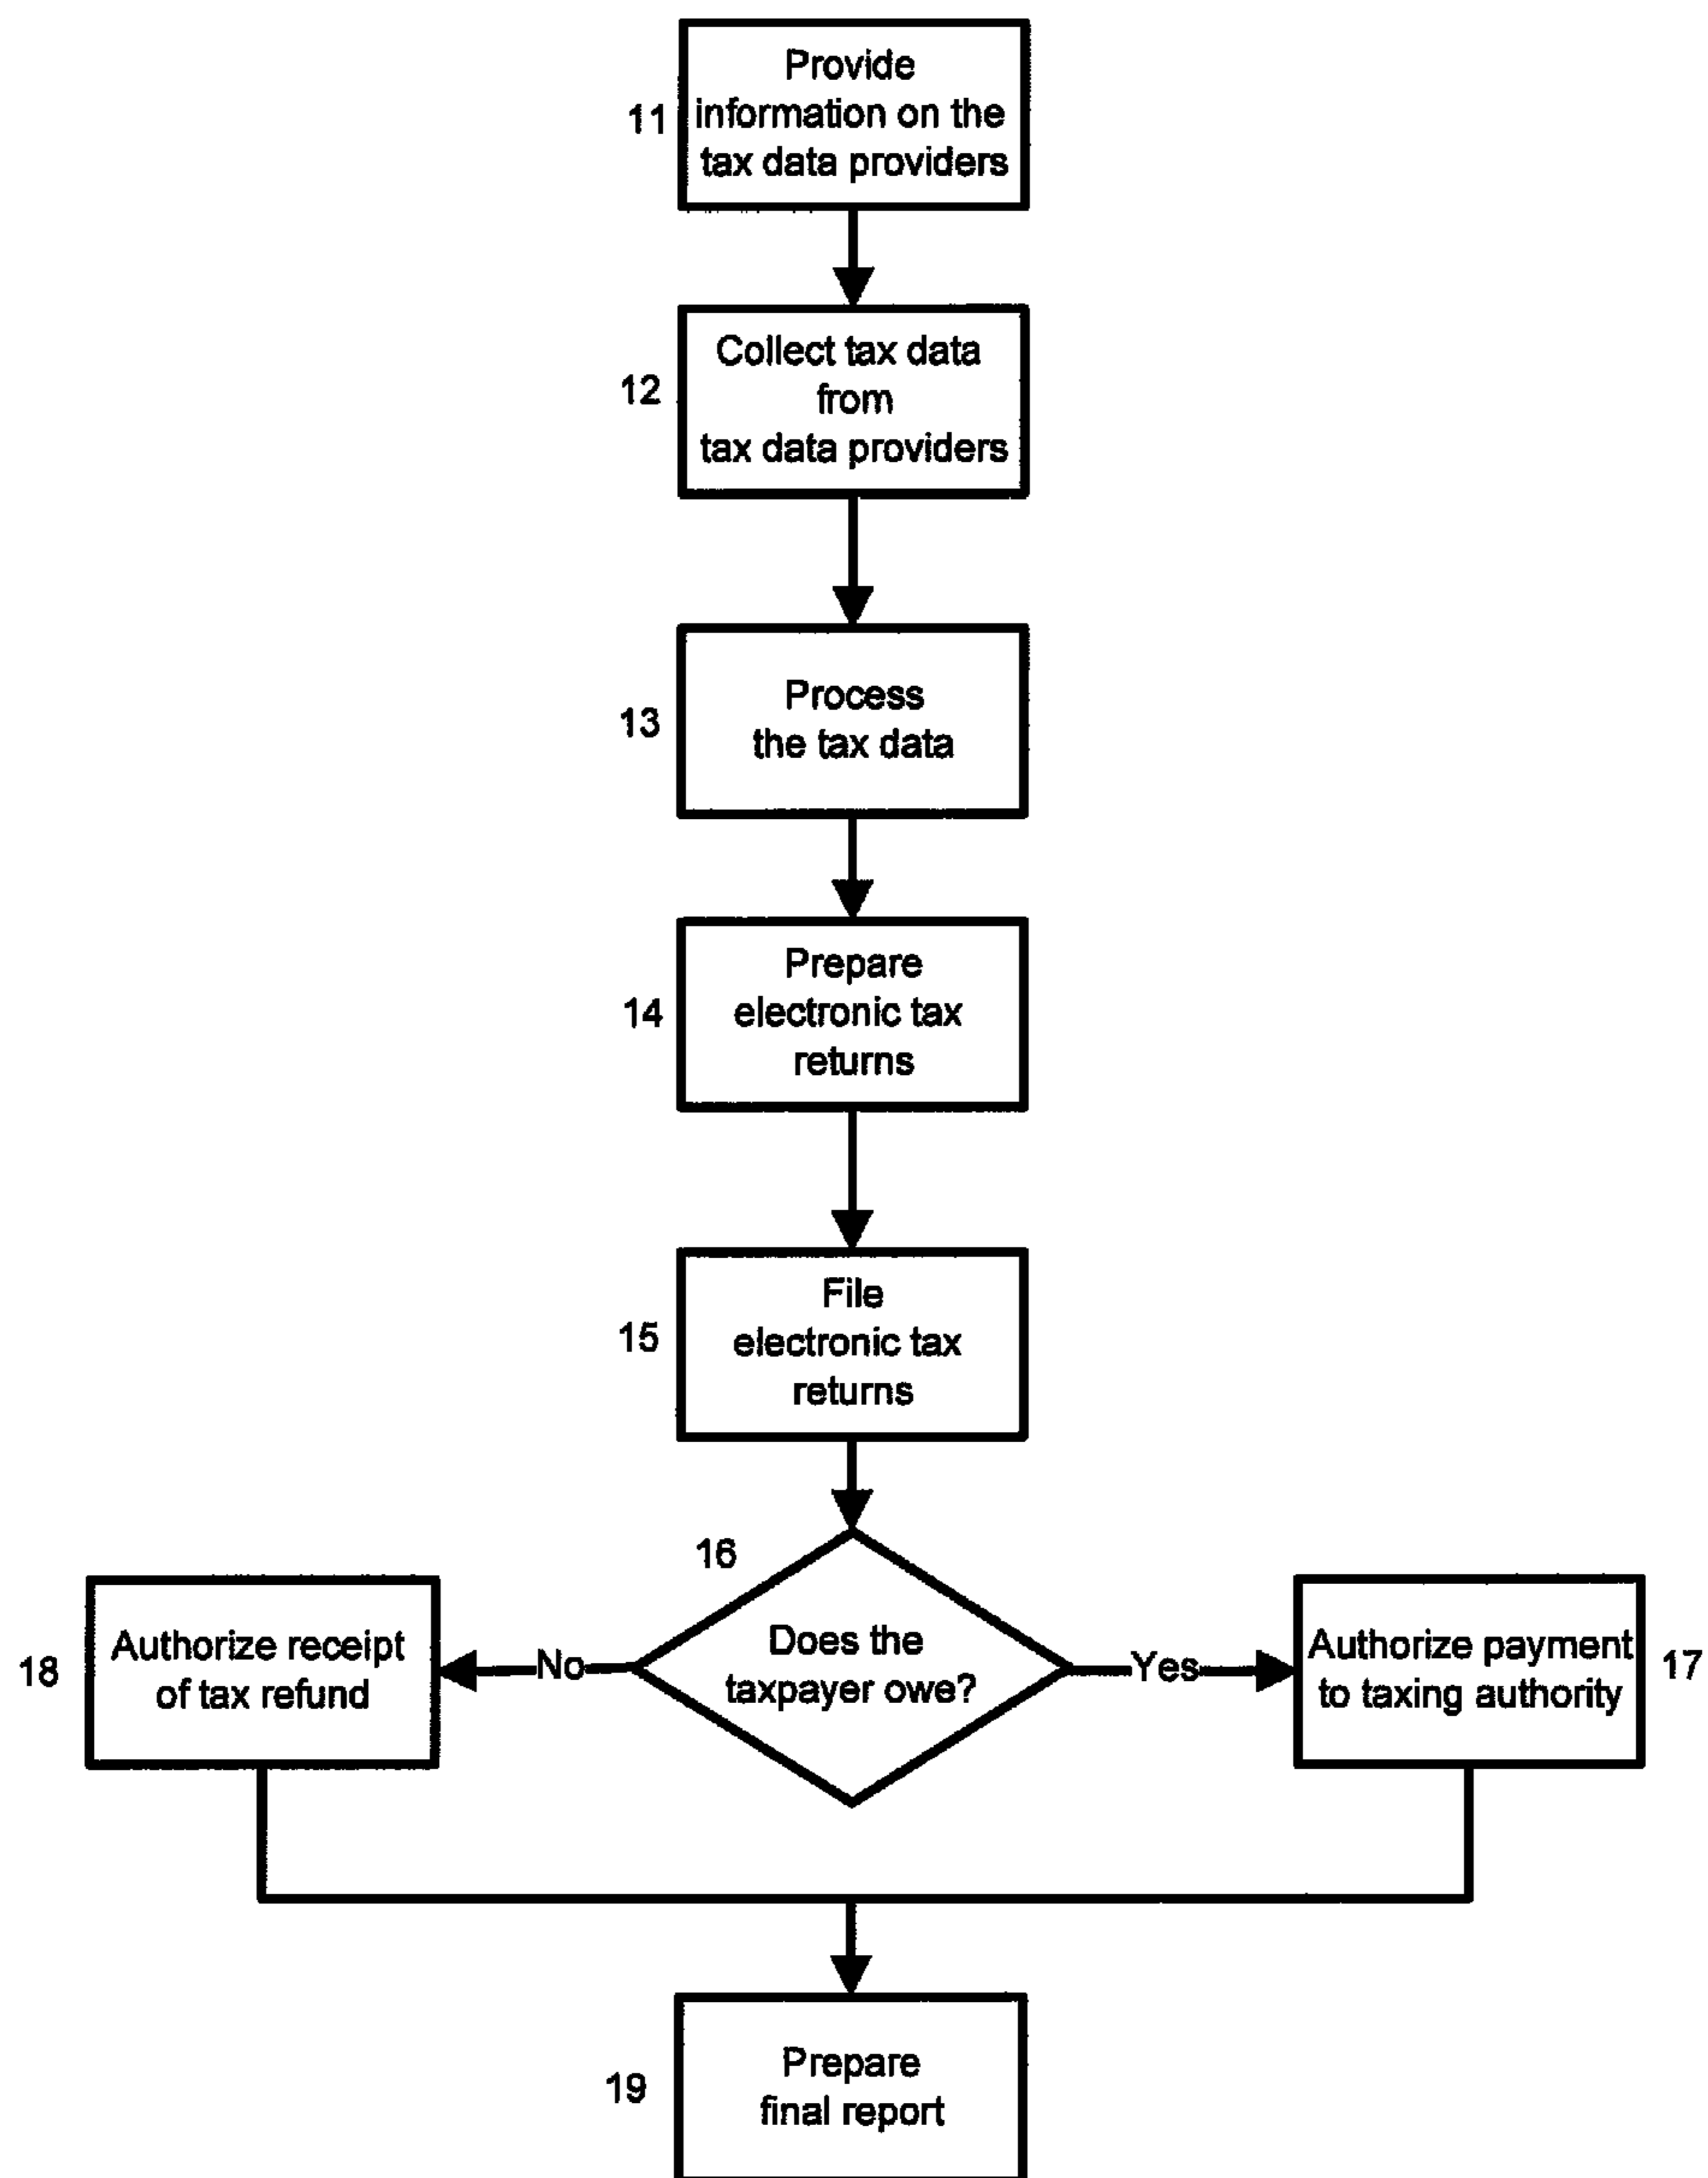 Provide
11
information on the
tax data providers
Collect tax data
12
from
tax data providers
Process
13
the tax data
Prepare
14
electronic tax
returns
File
15
electronic tax
returns
16
Does the
taxpayer owe?
No
18
Authorize receipt
of tax refund
Yes
Authorize payment
to taxing authority
17
Prepare
19
final report